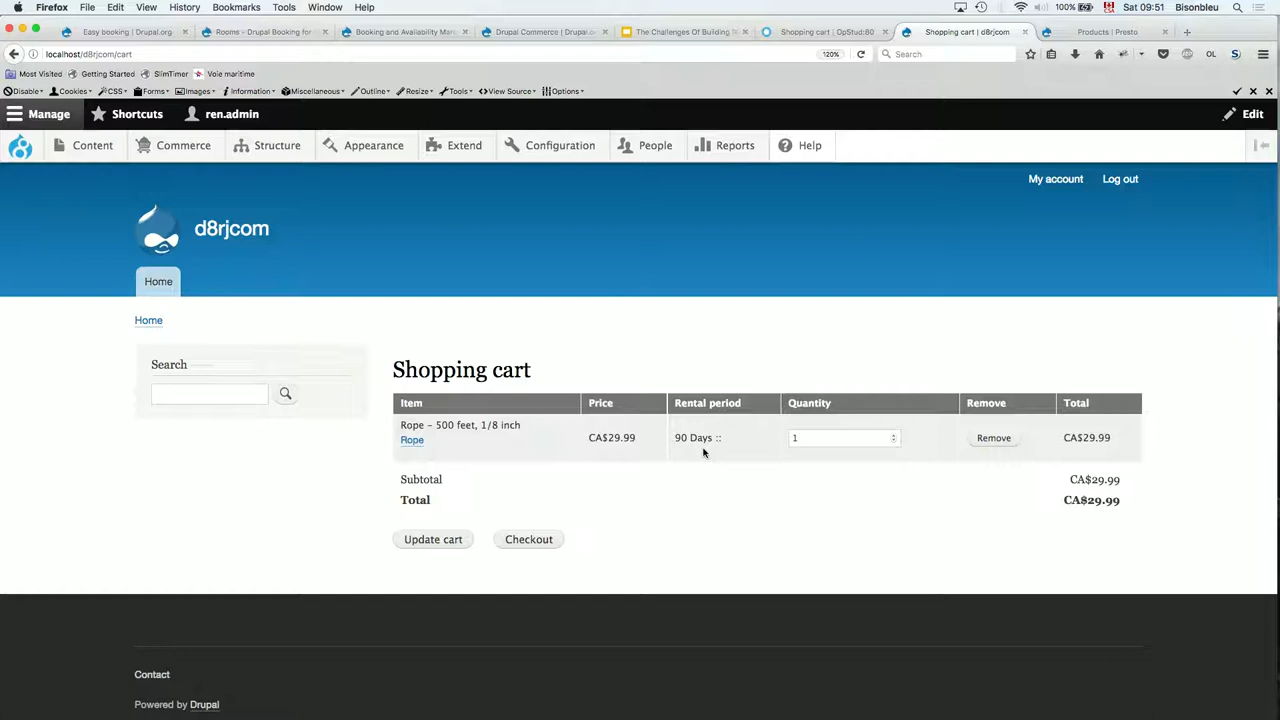 Firefox File Edit View History Bookmarks Tools Window Help 100% Sat 09:51 Bisonbleu
Easy booking | Drupal.org × Rooms - Drupal Booking for × Booking and Availability Man × Drupal Commerce | Drupal.o × The Challenges Of Building R × Shopping cart | OpStud:80 × Shopping cart | d8rjcom × Products | Presto × +
localhost/d8rjcom/cart 120% Search OL S
Most Visited Getting Started SlimTimer Voie maritime
Disable Cookies CSS Forms Images Information Miscellaneous Outline Resize Tools View Source Options
Manage Shortcuts ren.admin Edit
Content Commerce Structure Appearance Extend Configuration People Reports Help
My account Log out
d8rjcom
Home
Home
Search
Shopping cart
Item Price Rental period Quantity Remove Total
Rope – 500 feet, 1/8 inch
Rope CA$29.99 90 Days :: 1 Remove CA$29.99
Subtotal CA$29.99
Total CA$29.99
Update cart Checkout
Contact
Powered by Drupal